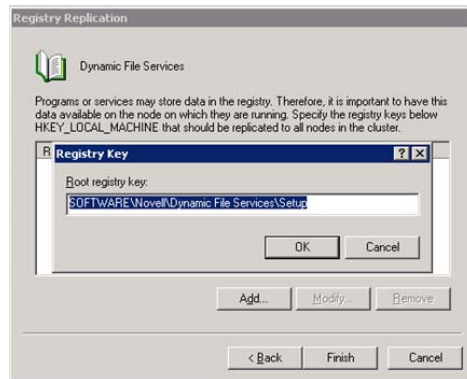 Registry Replication
Dynamic File Services
Programs or services may store data in the registry. Therefore, it is important to have this
data available on the node on which they are running. Specify the registry keys below
HKEY_LOCAL_MACHINE that should be replicated to all nodes in the cluster.
R
Registry Key
Root registry key:
SOFTWARE\Novell\Dynamic File Services\Setup
OK
Cancel
Add...
Modify...
Remove
< Back
Finish
Cancel